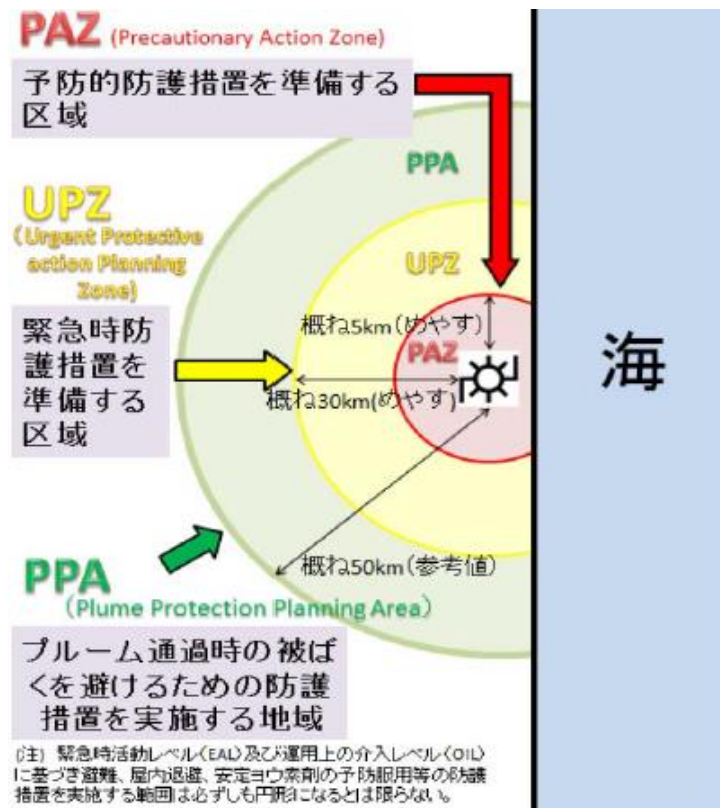 PAZ (Precautionary Action Zone)
予防的防護措置を準備する
区域
PPA
UPZ
(Urgent Protective
action Planning
Zone)
UPZ
概ね5km(めやす)
緊急時防
護措置を
準備する
区域
PAZ
概ね30km(めやす)
海
概ね50km(参考値)
PPA
(Plume Protection Planning Area)
プルーム通過時の被ば
くを避けるための防護
措置を実施する地域
(注) 緊急時活動レベル〈EAL〉及び運用上の介入レベル〈OIL〉
に基づき避難、屋内退避、安定ヨウ素剤の予防服用等の防護
措置を実施する範囲は必ずしも円形になるとは限らない。